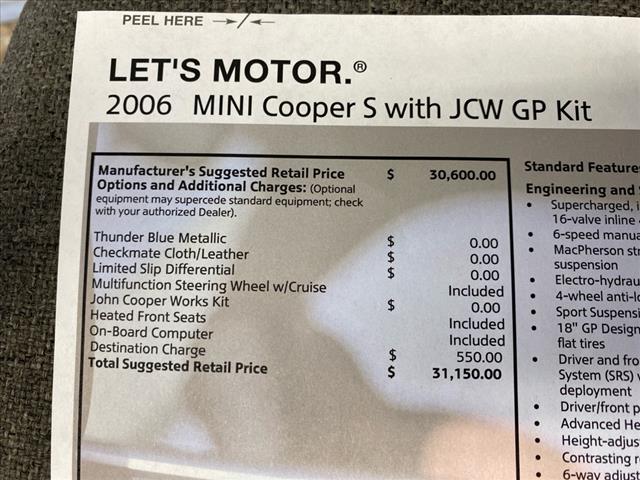 PEEL HERE
LET'S MOTOR.®
2006 MINI Cooper S with JCW GP Kit
Manufacturer's Suggested Retail Price $ 30,600.00
Options and Additional Charges: (Optional
equipment may supercede standard equipment; check
with your authorized Dealer).
Thunder Blue Metallic $ 0.00
Checkmate Cloth/Leather $ 0.00
Limited Slip Differential $ 0.00
Multifunction Steering Wheel w/Cruise Included
John Cooper Works Kit $ 0.00
Heated Front Seats Included
On-Board Computer Included
Destination Charge $ 550.00
Total Suggested Retail Price $ 31,150.00
Standard Features
Engineering and
• Supercharged,
16-valve inline
• 6-speed manua
• MacPherson st
suspension
• Electro-hydrau
• 4-wheel anti-l
• Sport Suspensi
• 18" GP Design
flat tires
• Driver and fro
System (SRS)
deployment
• Driver/front p
• Advanced He
• Height-adjus
• Contrasting r
• 6-way adjust